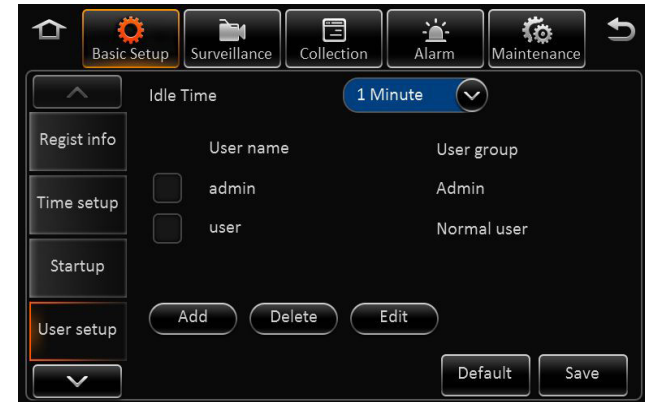 Basic Setup Surveillance Collection Alarm Maintenance
Idle Time 1 Minute
Regist info
User name User group
Time setup
admin Admin
user Normal user
Startup
Add Delete Edit
User setup
Default Save